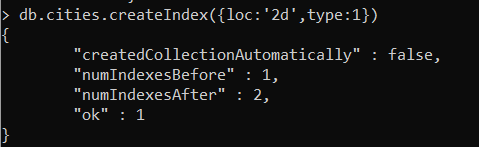 > db.cities.createIndex({loc:'2d',type:1})
{
"createdCollectionAutomatically" : false,
"numIndexesBefore" : 1,
"numIndexesAfter" : 2,
"ok" : 1
}